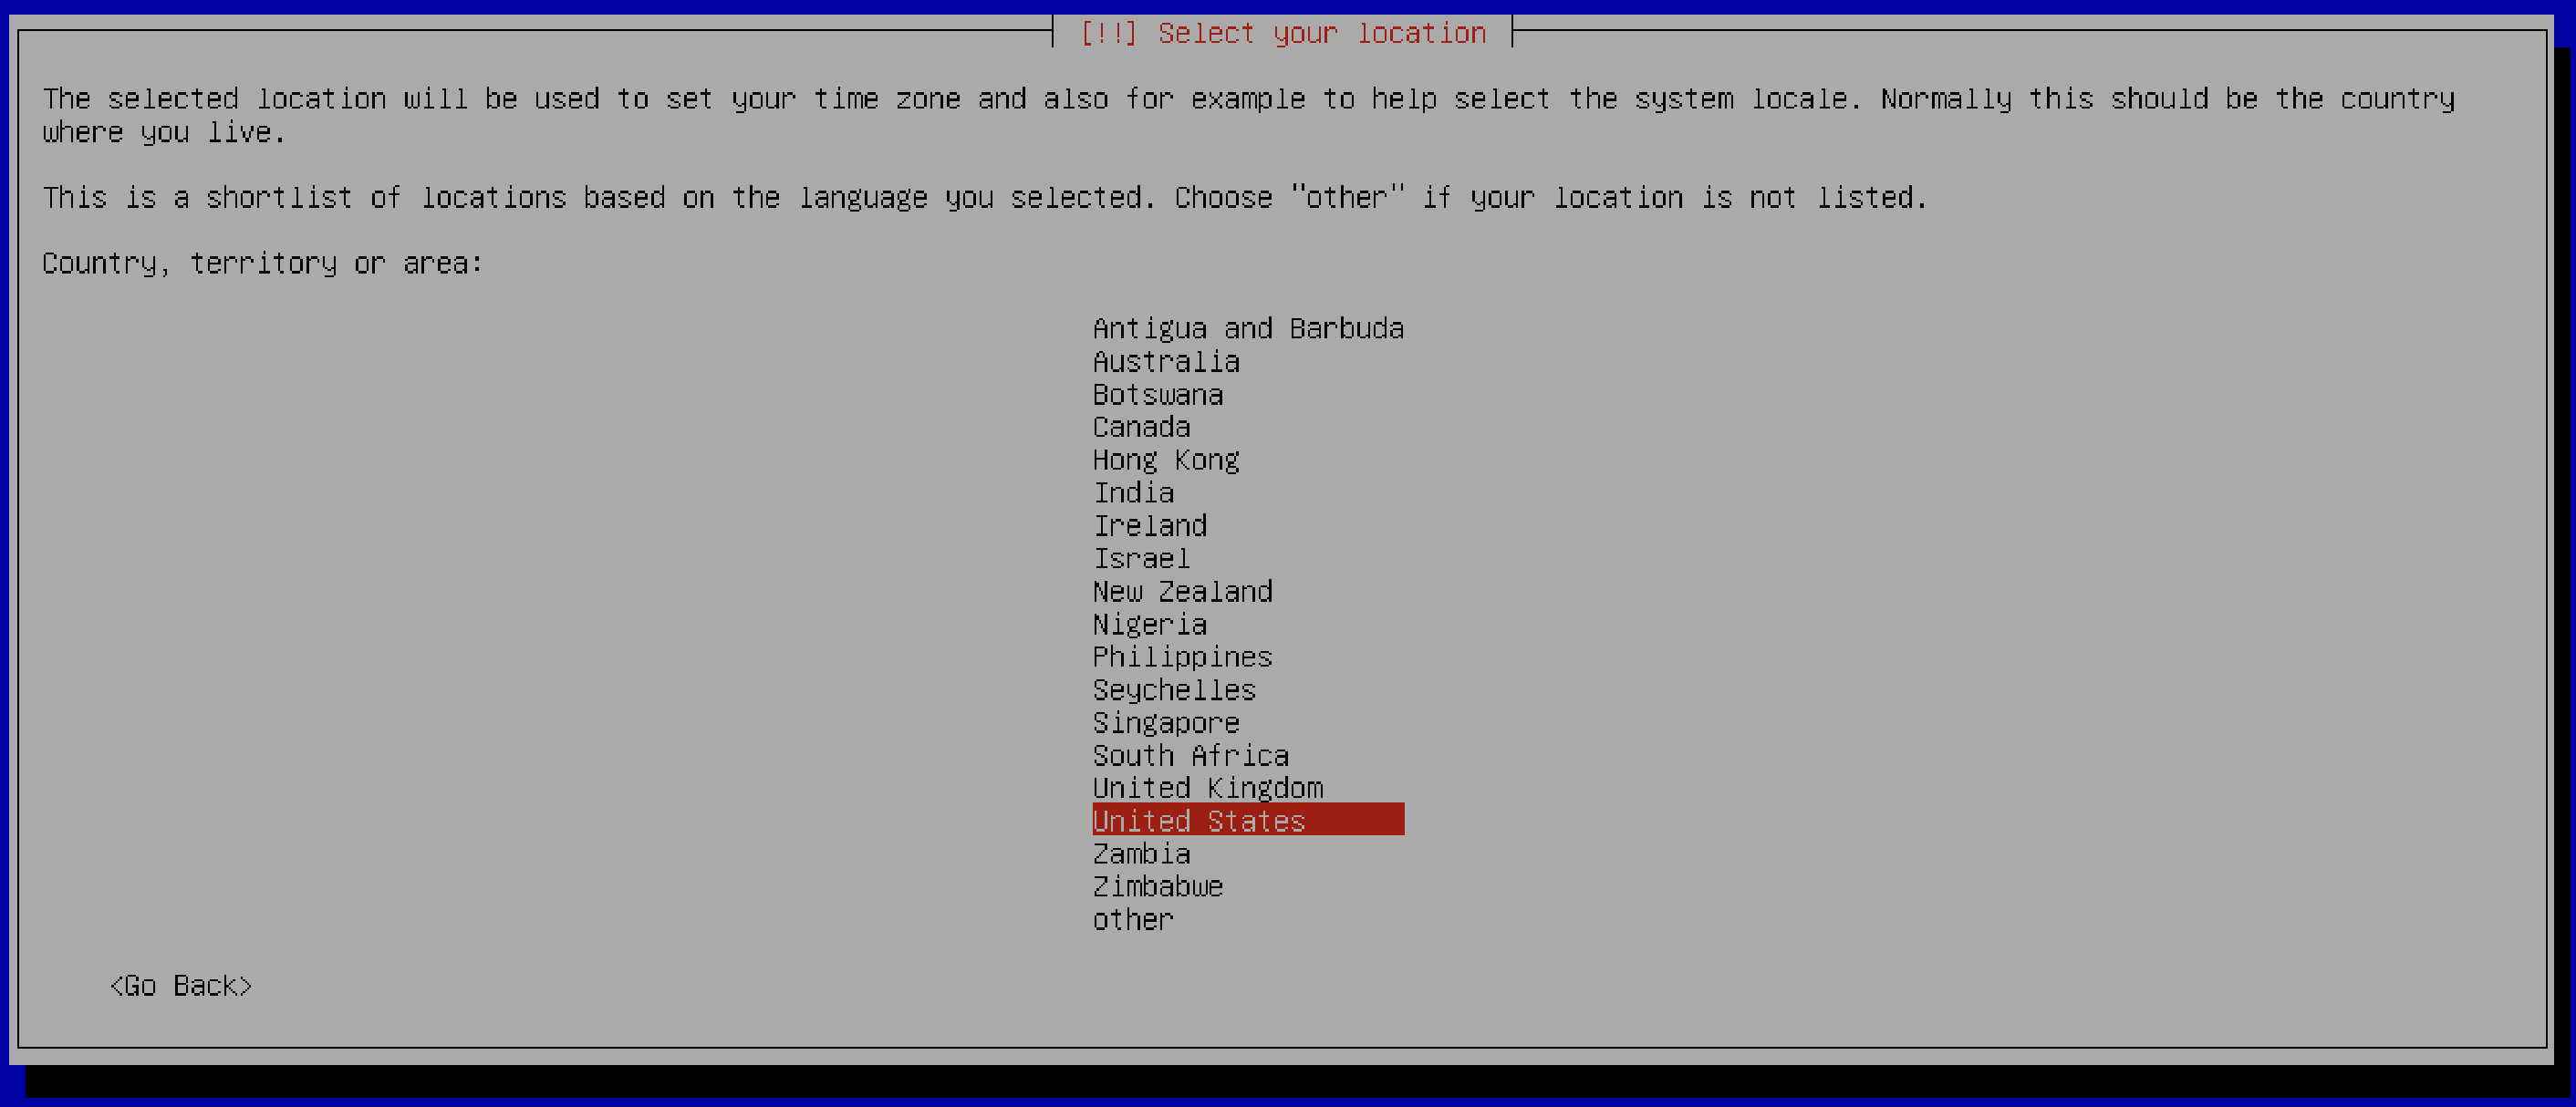 [!!] Select your location
The selected location will be used to set your time zone and also for example to help select the system locale. Normally this should be the country
where you live.
This is a shortlist of locations based on the language you selected. Choose "other" if your location is not listed.
Country, territory or area:
Antigua and Barbuda
Australia
Botswana
Canada
Hong Kong
India
Ireland
Israel
New Zealand
Nigeria
Philippines
Seychelles
Singapore
South Africa
United Kingdom
United States
Zambia
Zimbabwe
other
<Go Back>